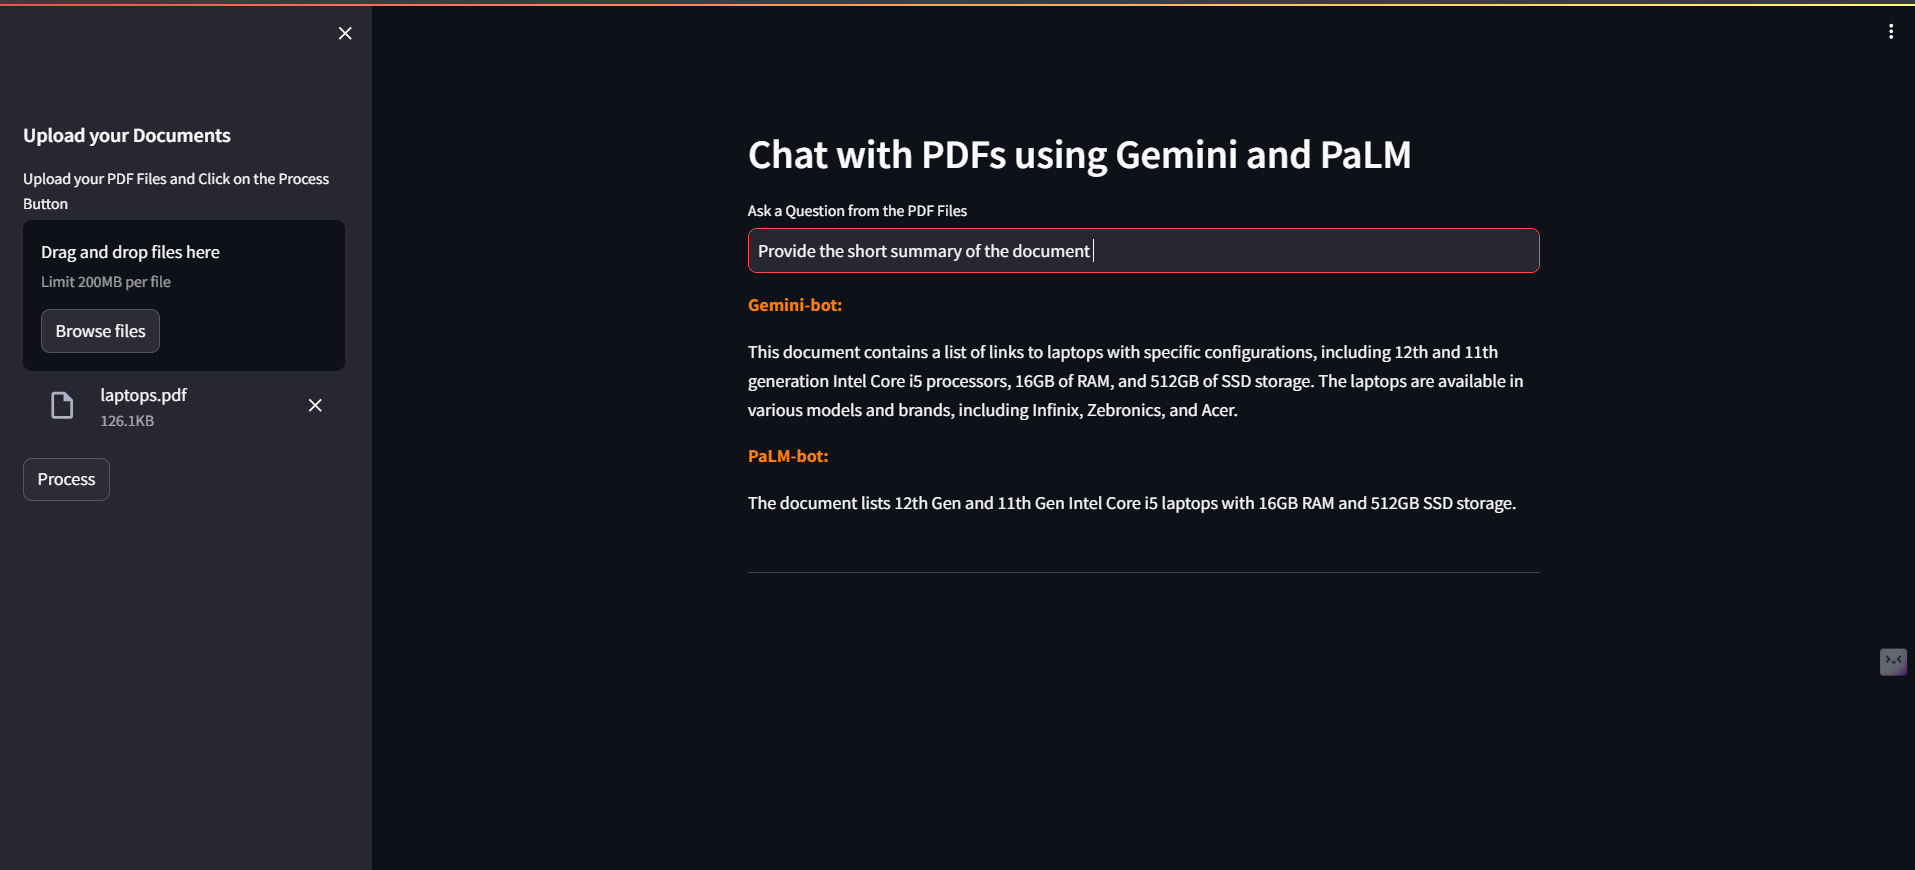 Upload your Documents
Upload your PDF Files and Click on the Process
Button
Drag and drop files here
Limit 200MB per file
Browse files
laptops.pdf
126.1KB
Process
Chat with PDFs using Gemini and PaLM
Ask a Question from the PDF Files
Provide the short summary of the document
Gemini-bot:
This document contains a list of links to laptops with specific configurations, including 12th and 11th
generation Intel Core i5 processors, 16GB of RAM, and 512GB of SSD storage. The laptops are available in
various models and brands, including Infinix, Zebronics, and Acer.
PaLM-bot:
The document lists 12th Gen and 11th Gen Intel Core i5 laptops with 16GB RAM and 512GB SSD storage.